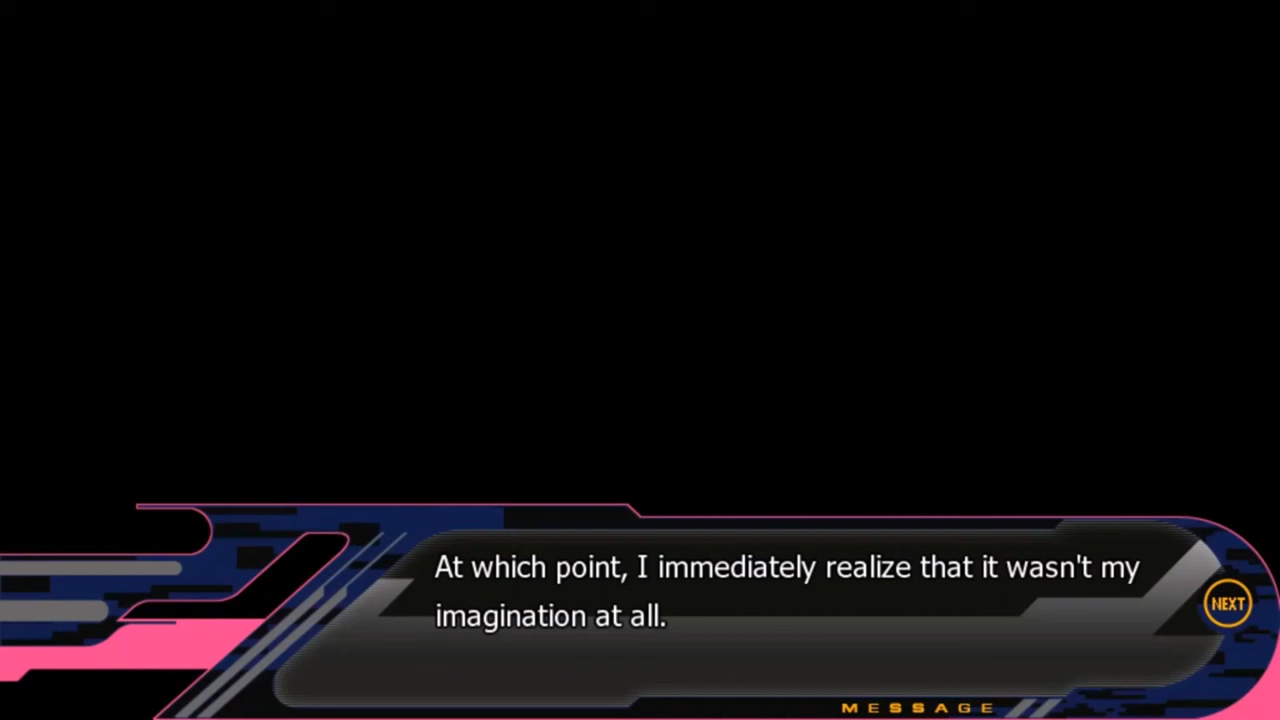 At which point, I immediately realize that it wasn't my
imagination at all.
NEXT
MESSAGE